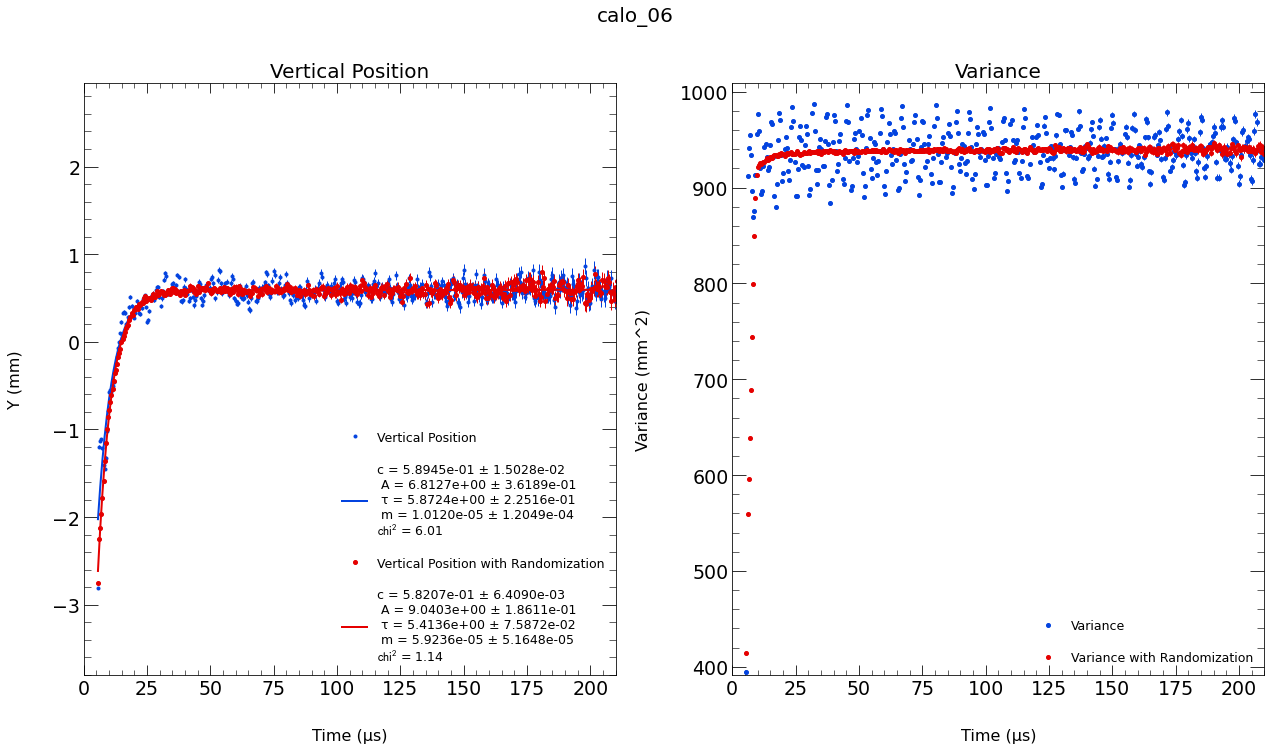 calo_06
Vertical Position
Y (mm)
2
1
0
−1
−2
−3
0 25 50 75 100 125 150 175 200
Time (μs)
Vertical Position
c = 5.8945e-01 ± 1.5028e-02
A = 6.8127e+00 ± 3.6189e-01
τ = 5.8724e+00 ± 2.2516e-01
m = 1.0120e-05 ± 1.2049e-04
chi² = 6.01
Vertical Position with Randomization
c = 5.8207e-01 ± 6.4090e-03
A = 9.0403e+00 ± 1.8611e-01
τ = 5.4136e+00 ± 7.5872e-02
m = 5.9236e-05 ± 5.1648e-05
chi² = 1.14
Variance
Variance (mm^2)
1000
900
800
700
600
500
400
0 25 50 75 100 125 150 175 200
Time (μs)
Variance
Variance with Randomization